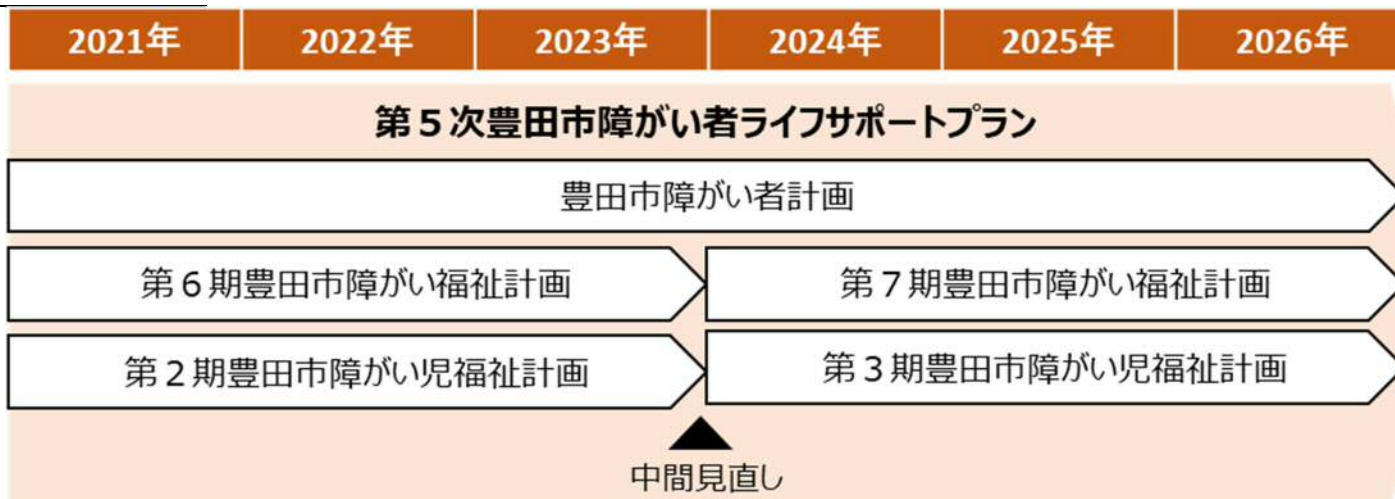 2021年 2022年 2023年 2024年 2025年 2026年
第5次豊田市障がい者ライフサポートプラン
豊田市障がい者計画
第6期豊田市障がい福祉計画 第7期豊田市障がい福祉計画
第2期豊田市障がい児福祉計画 第3期豊田市障がい児福祉計画
中間見直し